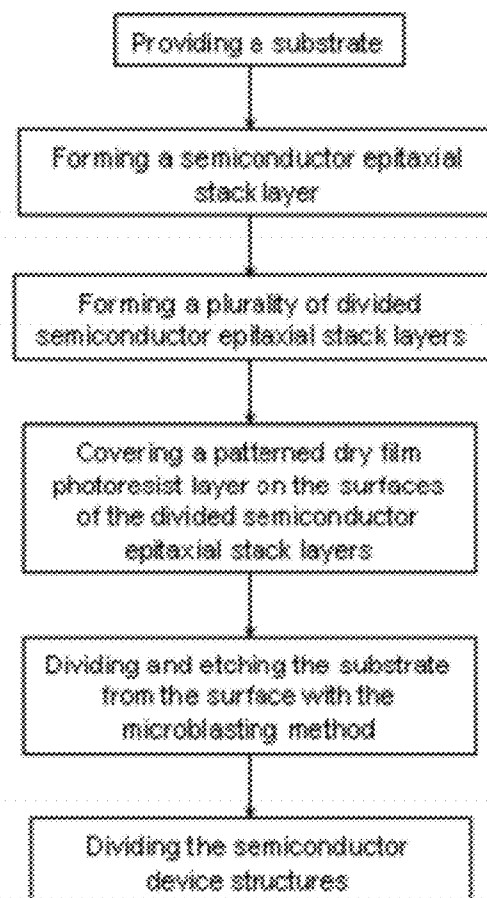 Providing a substrate
Forming a semiconductor epitaxial
stack layer
Forming a plurality of divided
semiconductor epitaxial stack layers
Covering a patterned dry film
photoresist layer on the surfaces
of the divided semiconductor
epitaxial stack layers
Dividing and etching the substrate
from the surface with the
microblasting method
Dividing the semiconductor
device structures